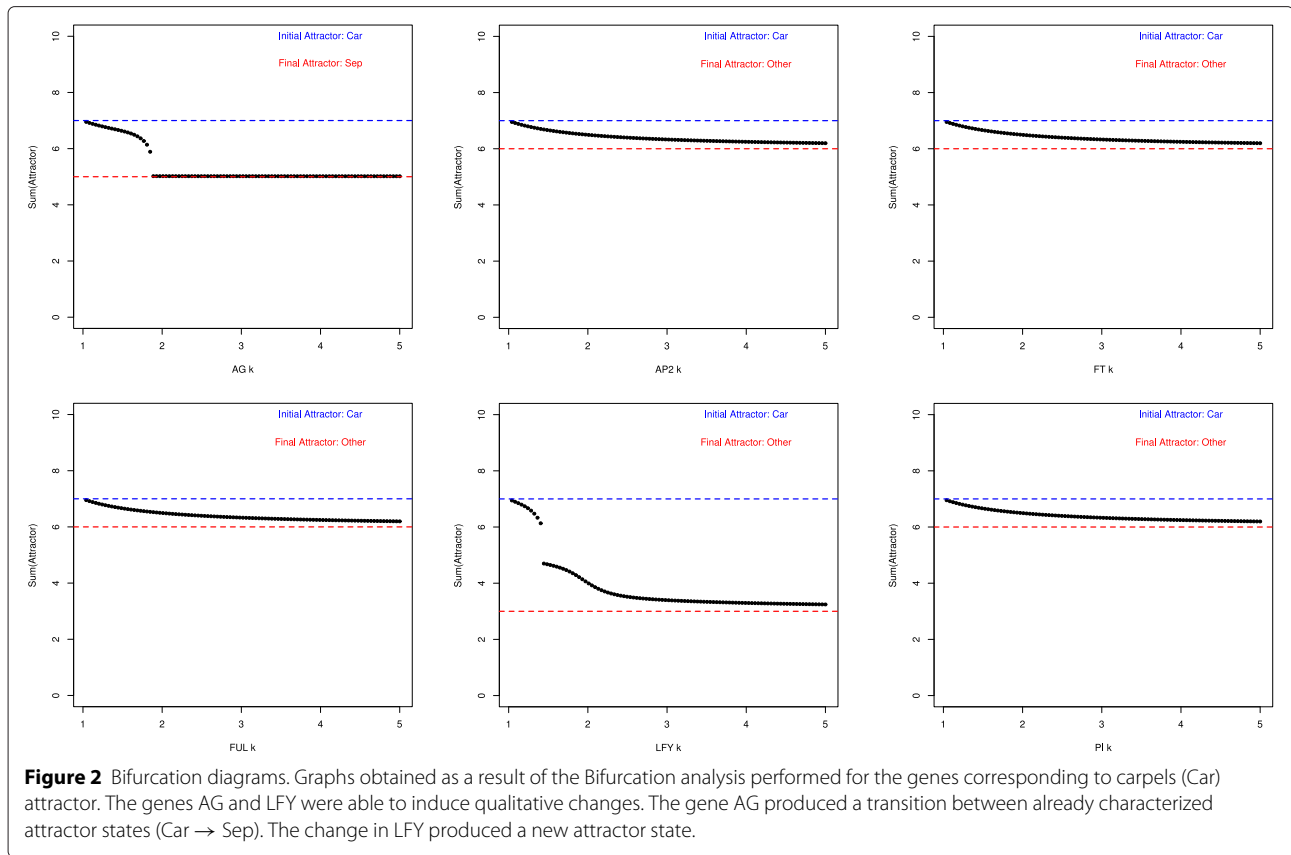 Initial Attractor: Car
Final Attractor: Sep
Sum(Attractor)
0 2 4 6 8 10
1 2 3 4 5
AG k
Initial Attractor: Car
Final Attractor: Other
Sum(Attractor)
0 2 4 6 8 10
1 2 3 4 5
AP2 k
Initial Attractor: Car
Final Attractor: Other
Sum(Attractor)
0 2 4 6 8 10
1 2 3 4 5
FT k
Initial Attractor: Car
Final Attractor: Other
Sum(Attractor)
0 2 4 6 8 10
1 2 3 4 5
FUL k
Initial Attractor: Car
Final Attractor: Other
Sum(Attractor)
0 2 4 6 8 10
1 2 3 4 5
LFY k
Initial Attractor: Car
Final Attractor: Other
Sum(Attractor)
0 2 4 6 8 10
1 2 3 4 5
PI k
Figure 2 Bifurcation diagrams. Graphs obtained as a result of the Bifurcation analysis performed for the genes corresponding to carpels (Car)
attractor. The genes AG and LFY were able to induce qualitative changes. The gene AG produced a transition between already characterized
attractor states (Car → Sep). The change in LFY produced a new attractor state.